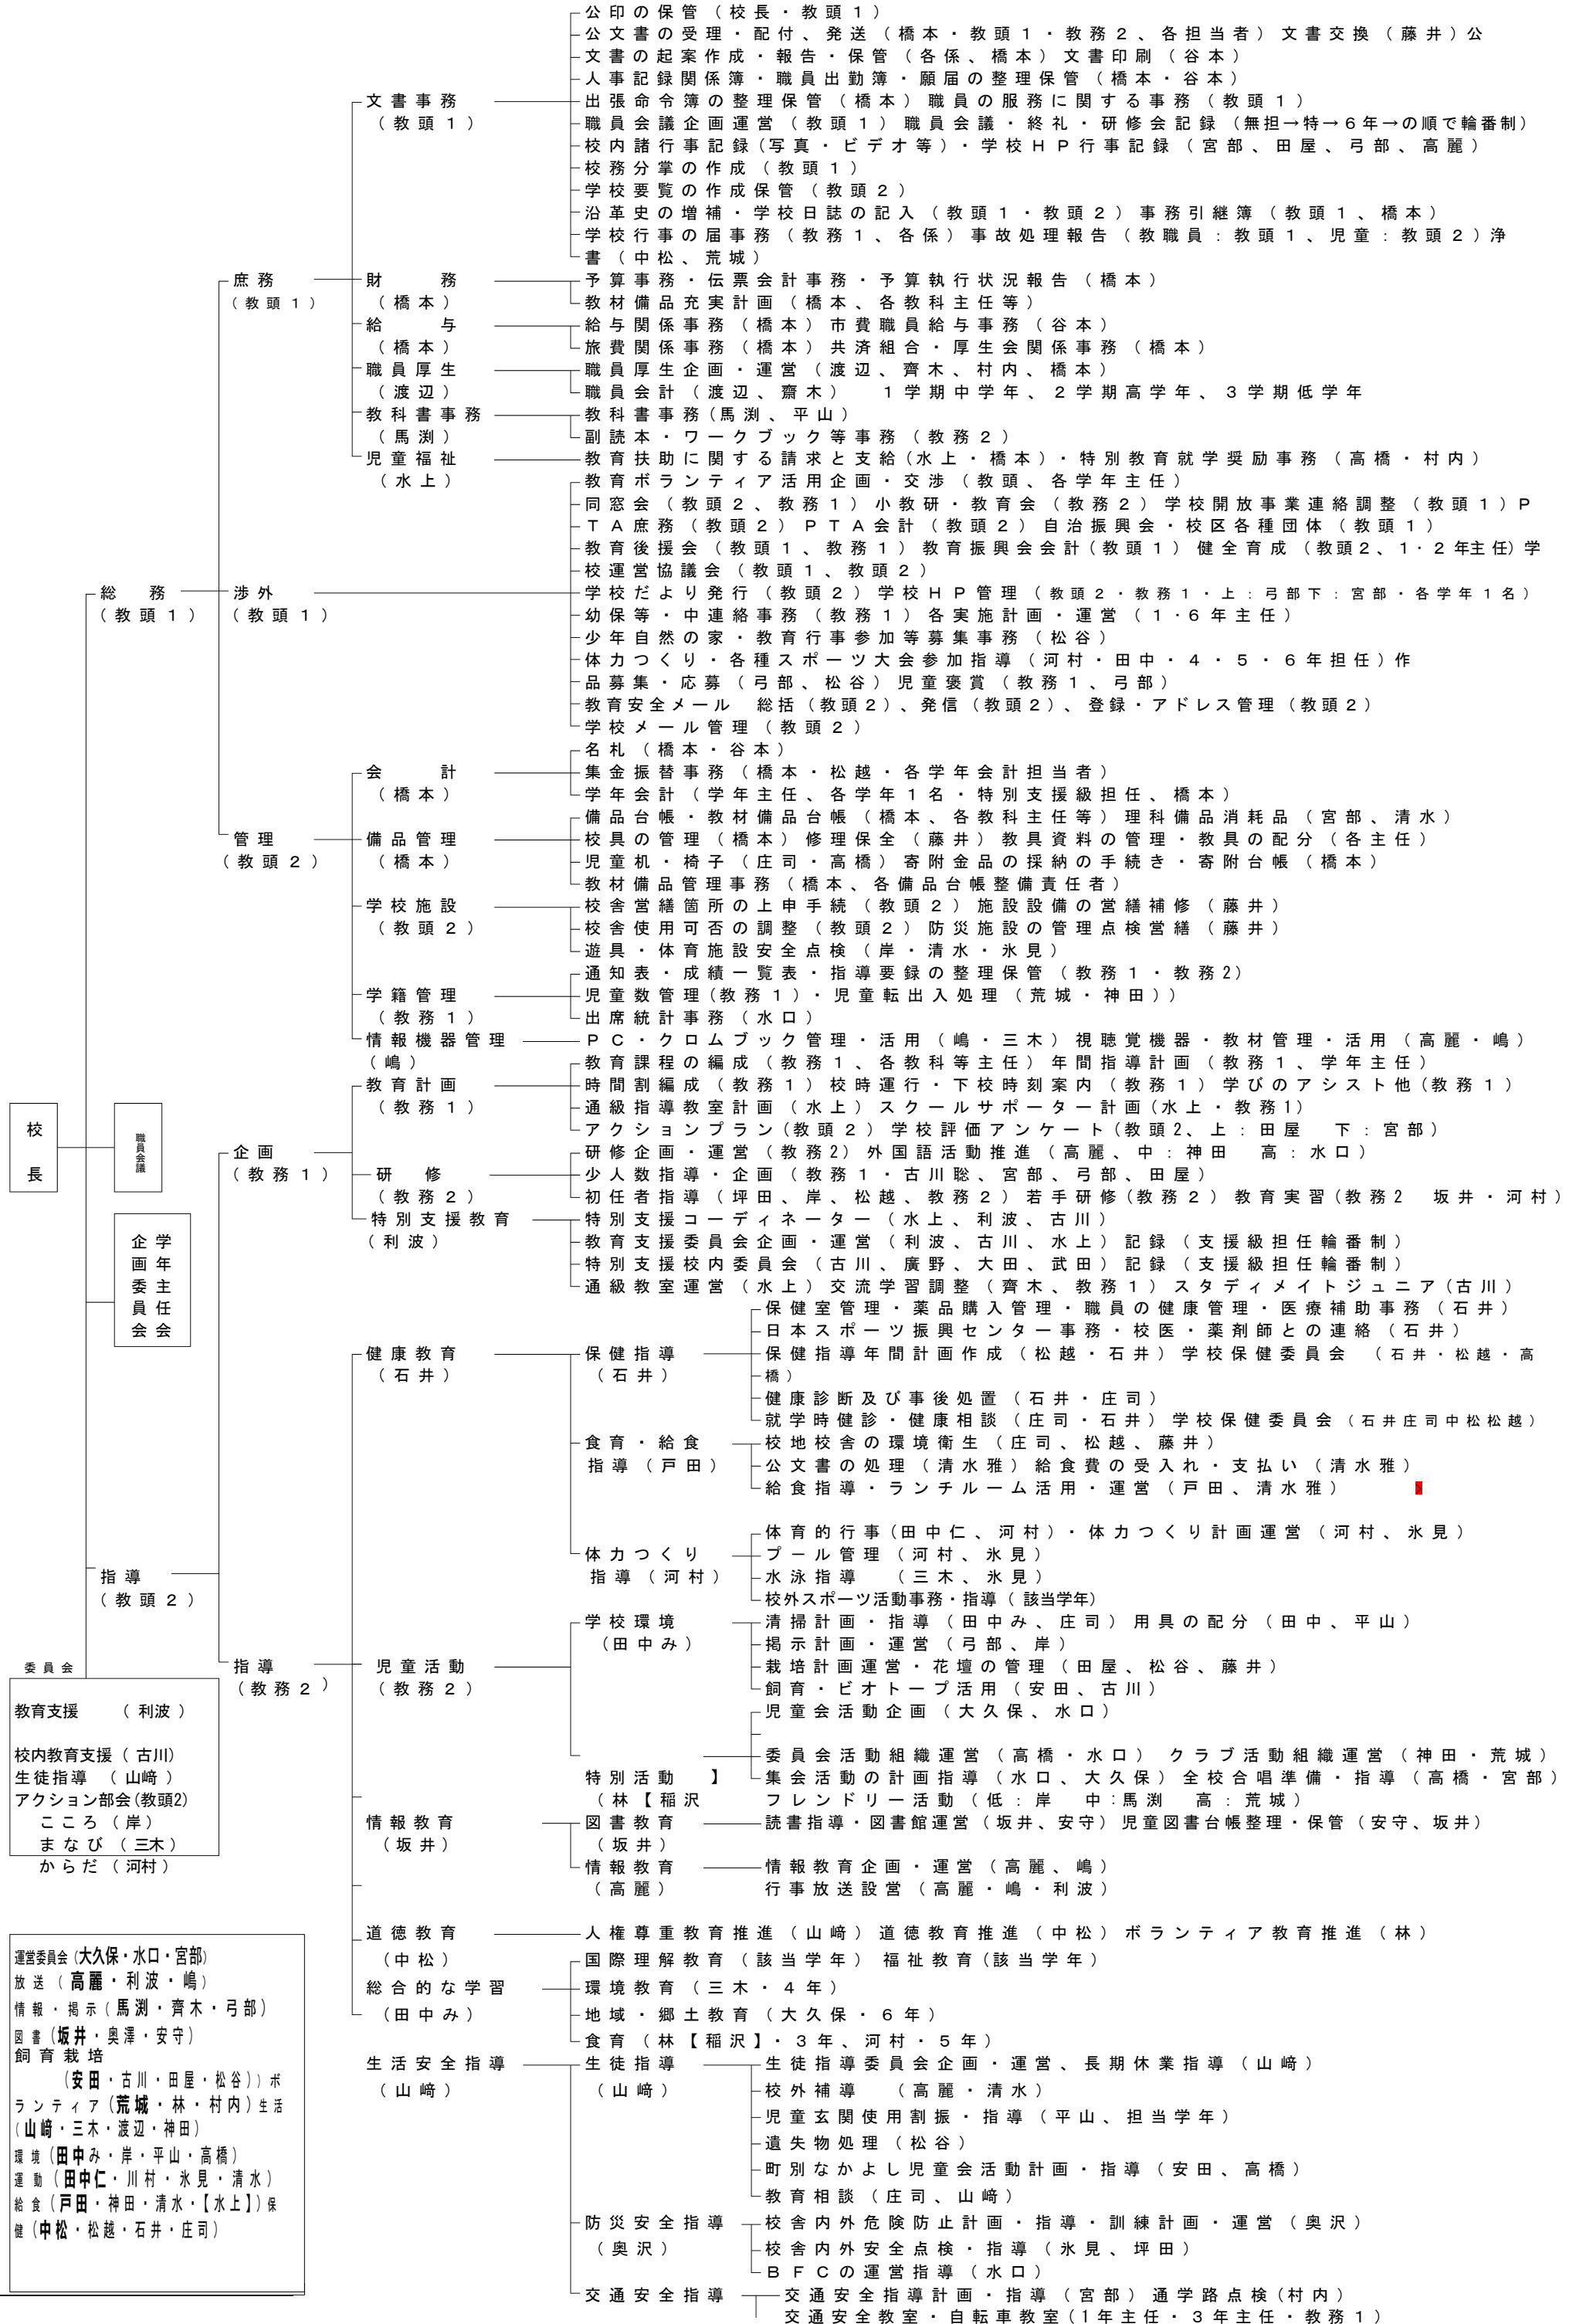 公印の保管（校長・教頭1）
公文書の受理・配付、発送（橋本・教頭1・教務2、各担当者）文書交換（藤井）公
文書の起案作成・報告・保管（各係、橋本）文書印刷（谷本）
人事記録関係簿・職員出勤簿・願届の整理保管（橋本・谷本）
文書事務
出張命令簿の整理保管（橋本）職員の服務に関する事務（教頭1）
（教頭1）
職員会議企画運営（教頭1）職員会議・終礼・研修会記録（無担→特→6年→の順で輪番制）
校内諸行事記録(写真・ビデオ等)・学校HP行事記録（宮部、田屋、弓部、高麗）
校務分掌の作成（教頭1）
学校要覧の作成保管（教頭2）
沿革史の増補・学校日誌の記入（教頭1・教頭2）事務引継簿（教頭1、橋本）
学校行事の届事務（教務1、各係）事故処理報告（教職員：教頭1、児童：教頭2）浄
書（中松、荒城）
庶務
（教頭1）
財　　務
（橋本）
予算事務・伝票会計事務・予算執行状況報告（橋本）
教材備品充実計画（橋本、各教科主任等）
給　　与
（橋本）
給与関係事務（橋本）市費職員給与事務（谷本）
旅費関係事務（橋本）共済組合・厚生会関係事務（橋本）
職員厚生
（渡辺）
職員厚生企画・運営（渡辺、齊木、村内、橋本）
職員会計（渡辺、齋木）　1学期中学年、2学期高学年、3学期低学年
教科書事務
（馬渕）
教科書事務(馬渕、平山）
副読本・ワークブック等事務（教務2）
児童福祉
（水上）
教育扶助に関する請求と支給(水上・橋本)・特別教育就学奨励事務（高橋・村内）
総　務
（教頭1）
渉外
（教頭1）
教育ボランティア活用企画・交渉（教頭、各学年主任）
同窓会（教頭2、教務1）小教研・教育会（教務2）学校開放事業連絡調整（教頭1）P
TA庶務（教頭2）PTA会計（教頭2）自治振興会・校区各種団体（教頭1）
教育後援会（教頭1、教務1）教育振興会会計(教頭1）健全育成（教頭2、1・2年主任)学
校運営協議会（教頭1、教頭2）
学校だより発行（教頭2）学校HP管理（教頭2・教務1・上：弓部下：宮部・各学年1名）
幼保等・中連絡事務（教務1）各実施計画・運営（1・6年主任）
少年自然の家・教育行事参加等募集事務（松谷）
体力つくり・各種スポーツ大会参加指導（河村・田中・4・5・6年担任)作
品募集・応募（弓部、松谷）児童褒賞（教務1、弓部）
教育安全メール　総括（教頭2）、発信（教頭2）、登録・アドレス管理（教頭2）
学校メール管理（教頭2）
管理
（教頭2）
会　　計
（橋本）
名札（橋本・谷本）
集金振替事務（橋本・松越・各学年会計担当者）
学年会計（学年主任、各学年1名・特別支援級担任、橋本）
備品管理
（橋本）
備品台帳・教材備品台帳（橋本、各教科主任等）理科備品消耗品（宮部、清水）
校具の管理（橋本）修理保全（藤井）教具資料の管理・教具の配分（各主任）
児童机・椅子（庄司・高橋）寄附金品の採納の手続き・寄附台帳（橋本）
教材備品管理事務（橋本、各備品台帳整備責任者）
学校施設
（教頭2）
校舎営繕箇所の上申手続（教頭2）施設設備の営繕補修（藤井）
校舎使用可否の調整（教頭2）防災施設の管理点検営繕（藤井）
遊具・体育施設安全点検（岸・清水・氷見）
学籍管理
（教務1）
通知表・成績一覧表・指導要録の整理保管（教務1・教務2）
児童数管理(教務1)・児童転出入処理（荒城・神田））
出席統計事務（水口）
情報機器管理
（嶋）
PC・クロムブック管理・活用（嶋・三木）視聴覚機器・教材管理・活用（高麗・嶋）
校
長
職員会議
学年主任会
企画委員会
企画
（教務1）
教育計画
（教務1）
教育課程の編成（教務1、各教科等主任）年間指導計画（教務1、学年主任）
時間割編成（教務1）校時運行・下校時刻案内（教務1）学びのアシスト他(教務1）
通級指導教室計画（水上）スクールサポーター計画(水上・教務1)
アクションプラン(教頭2）学校評価アンケート(教頭2、上：田屋　下：宮部）
研　修
（教務2）
研修企画・運営（教務2）外国語活動推進（高麗、中：神田　高：水口）
少人数指導・企画（教務1・古川聡、宮部、弓部、田屋）
初任者指導（坪田、岸、松越、教務2）若手研修(教務2）教育実習(教務2　坂井・河村）
特別支援教育
（利波）
特別支援コーディネーター（水上、利波、古川）
教育支援委員会企画・運営（利波、古川、水上）記録（支援級担任輪番制）
特別支援校内委員会（古川、廣野、大田、武田）記録（支援級担任輪番制）
通級教室運営（水上）交流学習調整（齊木、教務1）スタディメイトジュニア(古川）
指導
（教頭2）
指導
（教務2）
健康教育
（石井）
保健指導
（石井）
保健室管理・薬品購入管理・職員の健康管理・医療補助事務（石井）
日本スポーツ振興センター事務・校医・薬剤師との連絡（石井）
保健指導年間計画作成（松越・石井）学校保健委員会　（石井・松越・高
橋）
健康診断及び事後処置（石井・庄司）
就学時健診・健康相談（庄司・石井）学校保健委員会（石井庄司中松松越）
食育・給食
指導（戸田）
校地校舎の環境衛生（庄司、松越、藤井）
公文書の処理（清水雅）給食費の受入れ・支払い（清水雅）
給食指導・ランチルーム活用・運営（戸田、清水雅）
体力つくり
指導（河村）
体育的行事(田中仁、河村)・体力つくり計画運営（河村、氷見）
プール管理（河村、氷見）
水泳指導　（三木、氷見）
校外スポーツ活動事務・指導（該当学年）
児童活動
（教務2）
学校環境
（田中み）
清掃計画・指導（田中み、庄司）用具の配分（田中、平山）
掲示計画・運営（弓部、岸）
栽培計画運営・花壇の管理（田屋、松谷、藤井）
飼育・ビオトープ活用（安田、古川）
児童会活動企画（大久保、水口）
委員会活動組織運営（高橋・水口）　クラブ活動組織運営（神田・荒城）
特別活動　】
集会活動の計画指導（水口、大久保）全校合唱準備・指導（高橋・宮部）
（林【稲沢
フレンドリー活動（低：岸　中：馬渕　高：荒城）
情報教育
（坂井）
図書教育
（坂井）
読書指導・図書館運営（坂井、安守）児童図書台帳整理・保管（安守、坂井）
情報教育
（高麗）
情報教育企画・運営（高麗、嶋）
行事放送設営（高麗・嶋・利波）
道徳教育
（中松）
人権尊重教育推進（山﨑）道徳教育推進（中松）ボランティア教育推進（林）
国際理解教育（該当学年）福祉教育(該当学年）
総合的な学習
（田中み）
環境教育（三木・4年）
地域・郷土教育（大久保・6年）
食育（林【稲沢】・3年、河村・5年）
生活安全指導
（山﨑）
生徒指導
（山﨑）
生徒指導委員会企画・運営、長期休業指導（山﨑）
校外補導　（高麗・清水）
児童玄関使用割振・指導（平山、担当学年）
遺失物処理（松谷）
町別なかよし児童会活動計画・指導（安田、高橋）
教育相談（庄司、山﨑）
防災安全指導
（奥沢）
校舎内外危険防止計画・指導・訓練計画・運営（奥沢）
校舎内外安全点検・指導（氷見、坪田）
BFCの運営指導（水口）
交通安全指導
交通安全指導計画・指導（宮部）通学路点検(村内）
交通安全教室・自転車教室(1年主任・3年主任・教務1）
委員会
教育支援　（利波）
校内教育支援（古川）
生徒指導　（山﨑）
アクション部会(教頭2)
こころ（岸）
まなび（三木）
からだ（河村）
運営委員会（大久保・水口・宮部）
放送（高麗・利波・嶋）
情報・掲示（馬渕・齊木・弓部）
図書（坂井・奥澤・安守）
飼育栽培
（安田・古川・田屋・松谷））ボ
ランティア（荒城・林・村内）生活
（山﨑・三木・渡辺・神田）
環境（田中み・岸・平山・高橋）
運動（田中仁・川村・氷見・清水）
給食（戸田・神田・清水・【水上】）保
健（中松・松越・石井・庄司）